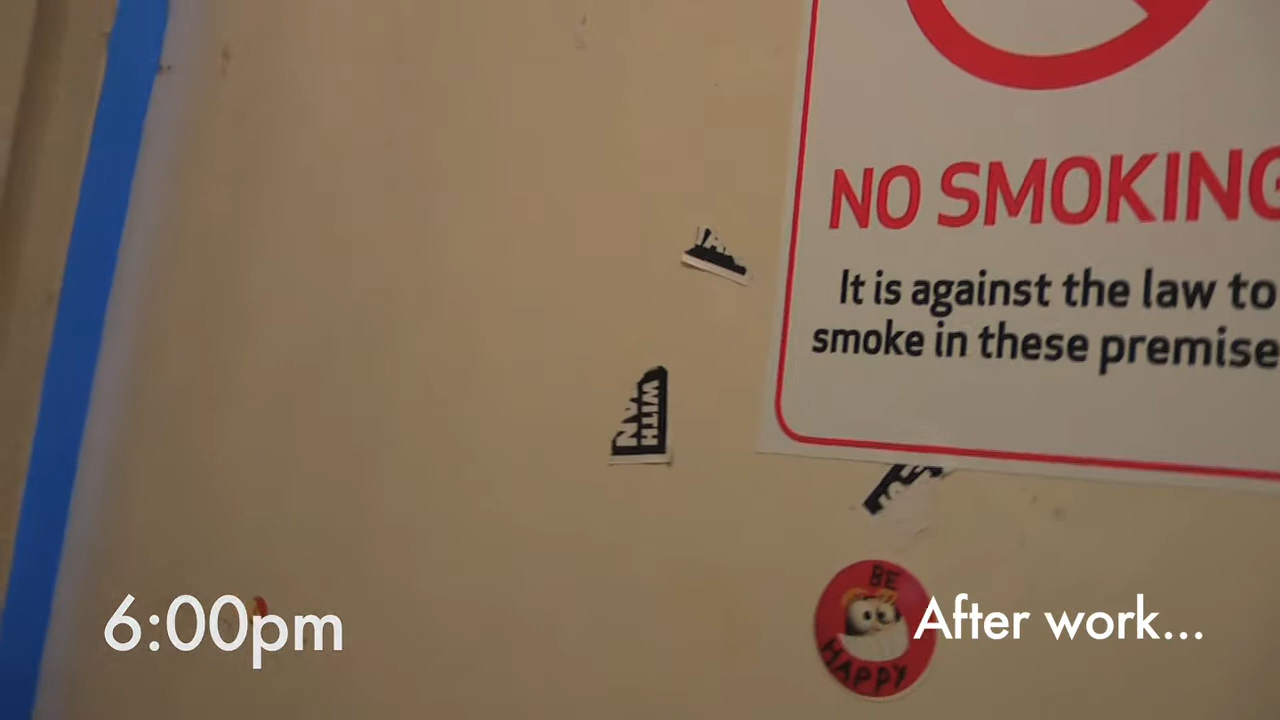 NO SMOKING
It is against the law to
smoke in these premise
WITH
AN
BE
HAPPY
6:00pm
After work...